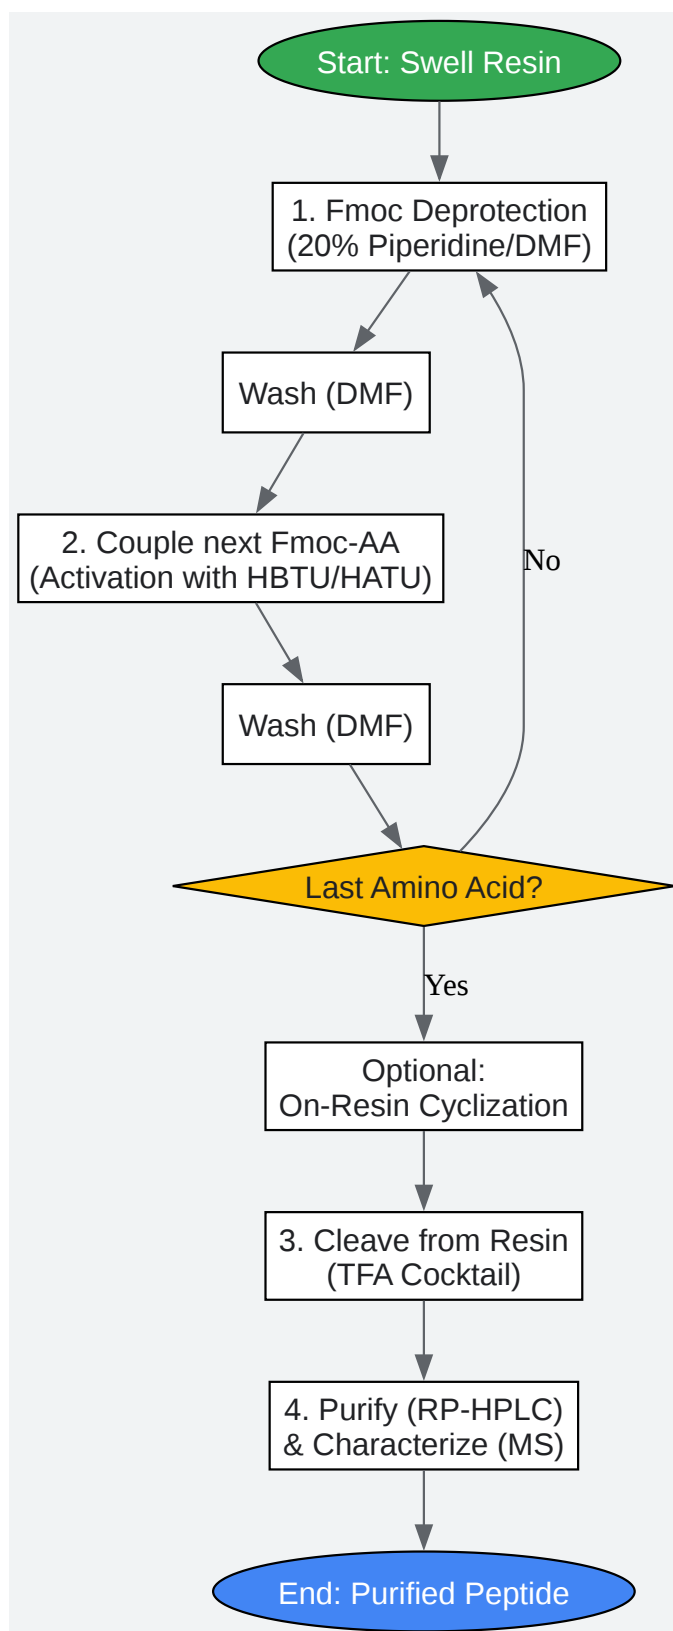 Start: Swell Resin
1. Fmoc Deprotection
(20% Piperidine/DMF)
Wash (DMF)
2. Couple next Fmoc-AA
(Activation with HBTU/HATU)
No
Wash (DMF)
Last Amino Acid?
Yes
Optional:
On-Resin Cyclization
3. Cleave from Resin
(TFA Cocktail)
4. Purify (RP-HPLC)
& Characterize (MS)
End: Purified Peptide